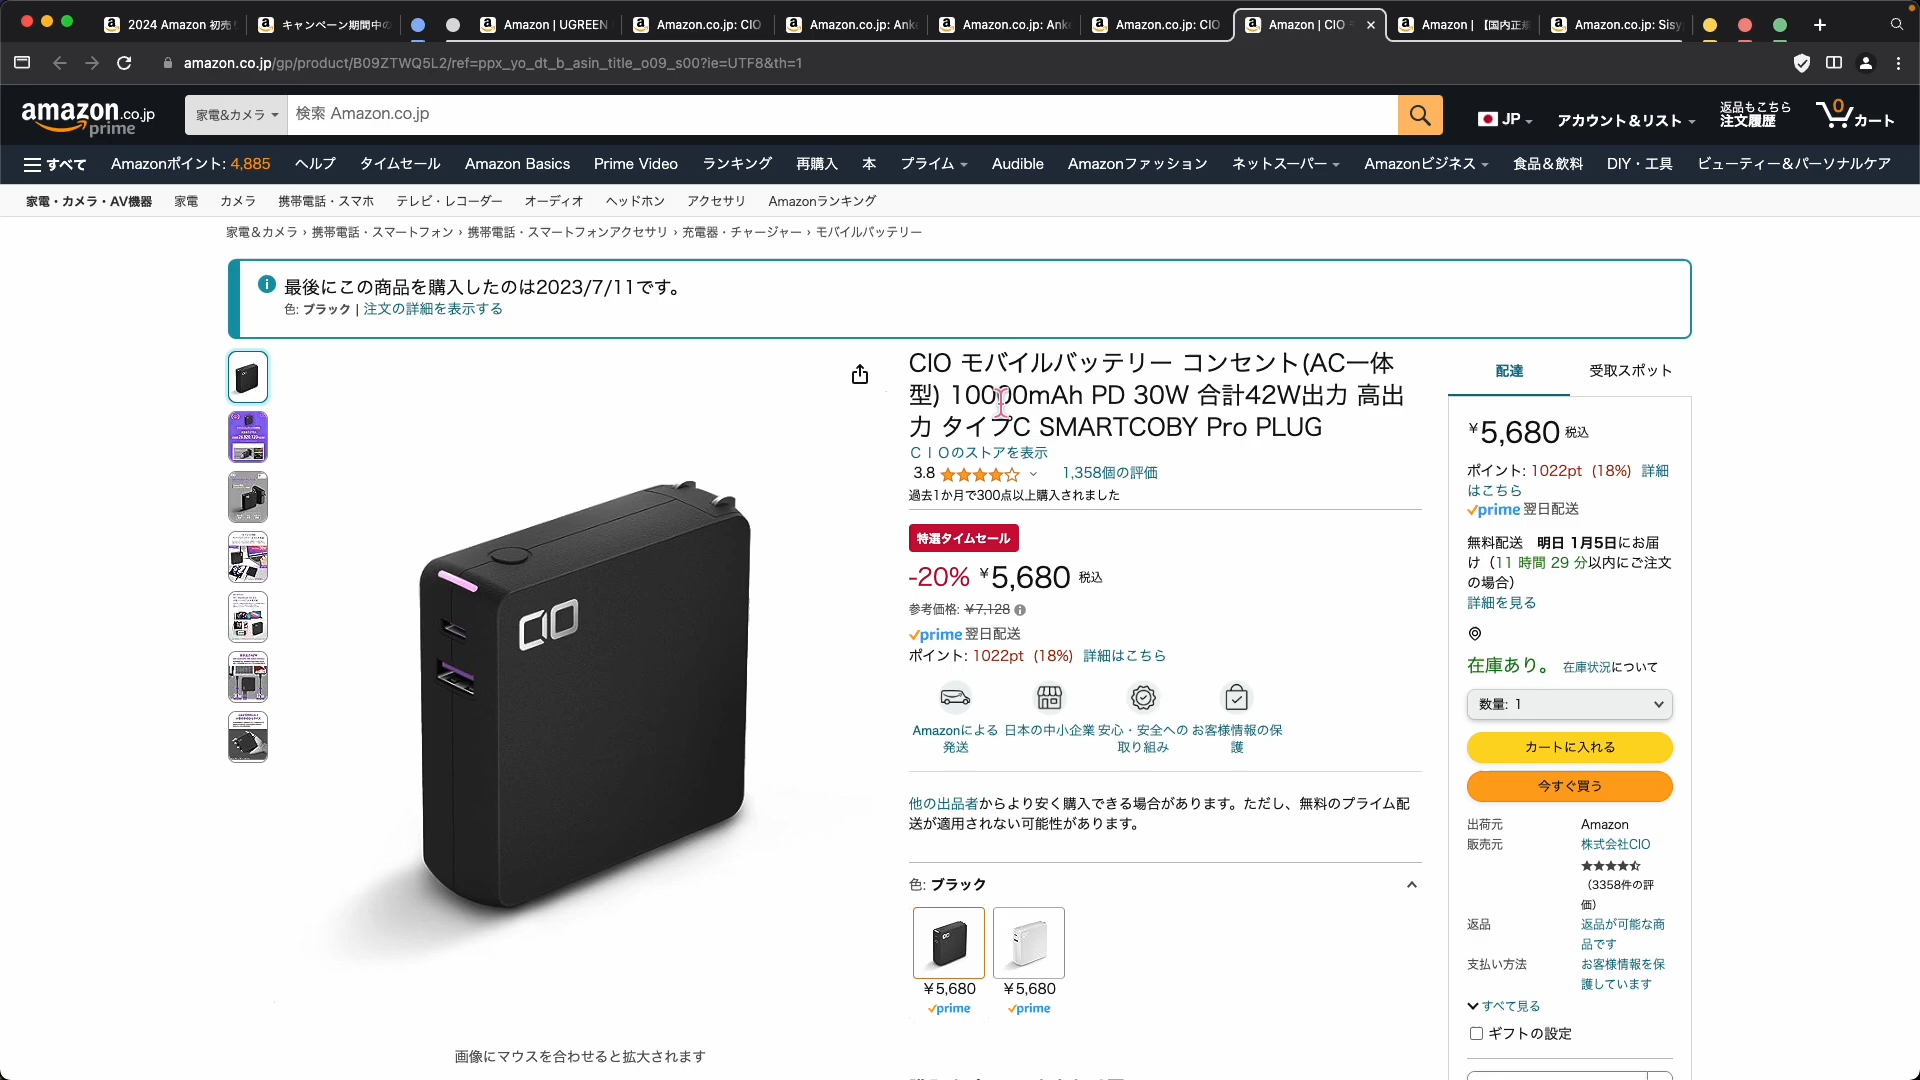 2024 Amazon 初売り
キャンペーン期間中の
Amazon | UGREEN
Amazon.co.jp: CIO
Amazon.co.jp: Anke
Amazon.co.jp: Anke
Amazon.co.jp: CIO
Amazon | CIO
Amazon | 【国内正規
Amazon.co.jp: Sisy
amazon.co.jp/gp/product/B09ZTWQ5L2/ref=ppx_yo_dt_b_asin_title_o09_s00?ie=UTF8&th=1
amazon.co.jp
prime
家電&カメラ
検索 Amazon.co.jp
JP
アカウント&リスト
返品もこちら
注文履歴
0
カート
すべて
Amazonポイント: 4,885
ヘルプ
タイムセール
Amazon Basics
Prime Video
ランキング
再購入
本
プライム
Audible
Amazonファッション
ネットスーパー
Amazonビジネス
食品&飲料
DIY・工具
ビューティー&パーソナルケア
家電・カメラ・AV機器
家電
カメラ
携帯電話・スマホ
テレビ・レコーダー
オーディオ
ヘッドホン
アクセサリ
Amazonランキング
家電&カメラ › 携帯電話・スマートフォン › 携帯電話・スマートフォンアクセサリ › 充電器・チャージャー › モバイルバッテリー
最後にこの商品を購入したのは2023/7/11です。
色: ブラック | 注文の詳細を表示する
CIO モバイルバッテリー コンセント(AC一体
型) 10000mAh PD 30W 合計42W出力 高出
力 タイプC SMARTCOBY Pro PLUG
CIOのストアを表示
3.8
1,358個の評価
過去1か月で300点以上購入されました
特選タイムセール
-20% ¥5,680 税込
参考価格: ¥7,128
prime 翌日配送
ポイント: 1022pt (18%) 詳細はこちら
Amazonによる
発送
日本の中小企業
安心・安全への
取り組み
お客様情報の保
護
他の出品者からより安く購入できる場合があります。ただし、無料のプライム配
送が適用されない可能性があります。
色: ブラック
¥5,680
prime
¥5,680
prime
CIO
画像にマウスを合わせると拡大されます
配達
受取スポット
¥5,680 税込
ポイント: 1022pt (18%) 詳細
はこちら
prime 翌日配送
無料配送 明日 1月5日にお届
け（11 時間 29 分以内にご注文
の場合）
詳細を見る
在庫あり。 在庫状況について
数量: 1
カートに入れる
今すぐ買う
出荷元
Amazon
販売元
株式会社CIO
（3358件の評
価）
返品
返品が可能な商
品です
支払い方法
お客様情報を保
護しています
すべて見る
ギフトの設定